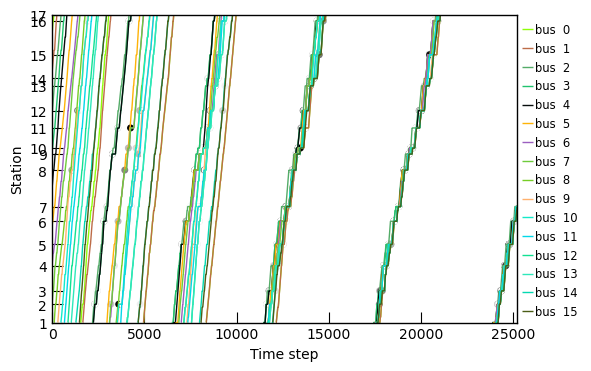 17
16
15
14
13
12
11
10
9
8
7
6
5
4
3
2
1
Station
0 5000 10000 15000 20000 25000
Time step
bus 0
bus 1
bus 2
bus 3
bus 4
bus 5
bus 6
bus 7
bus 8
bus 9
bus 10
bus 11
bus 12
bus 13
bus 14
bus 15